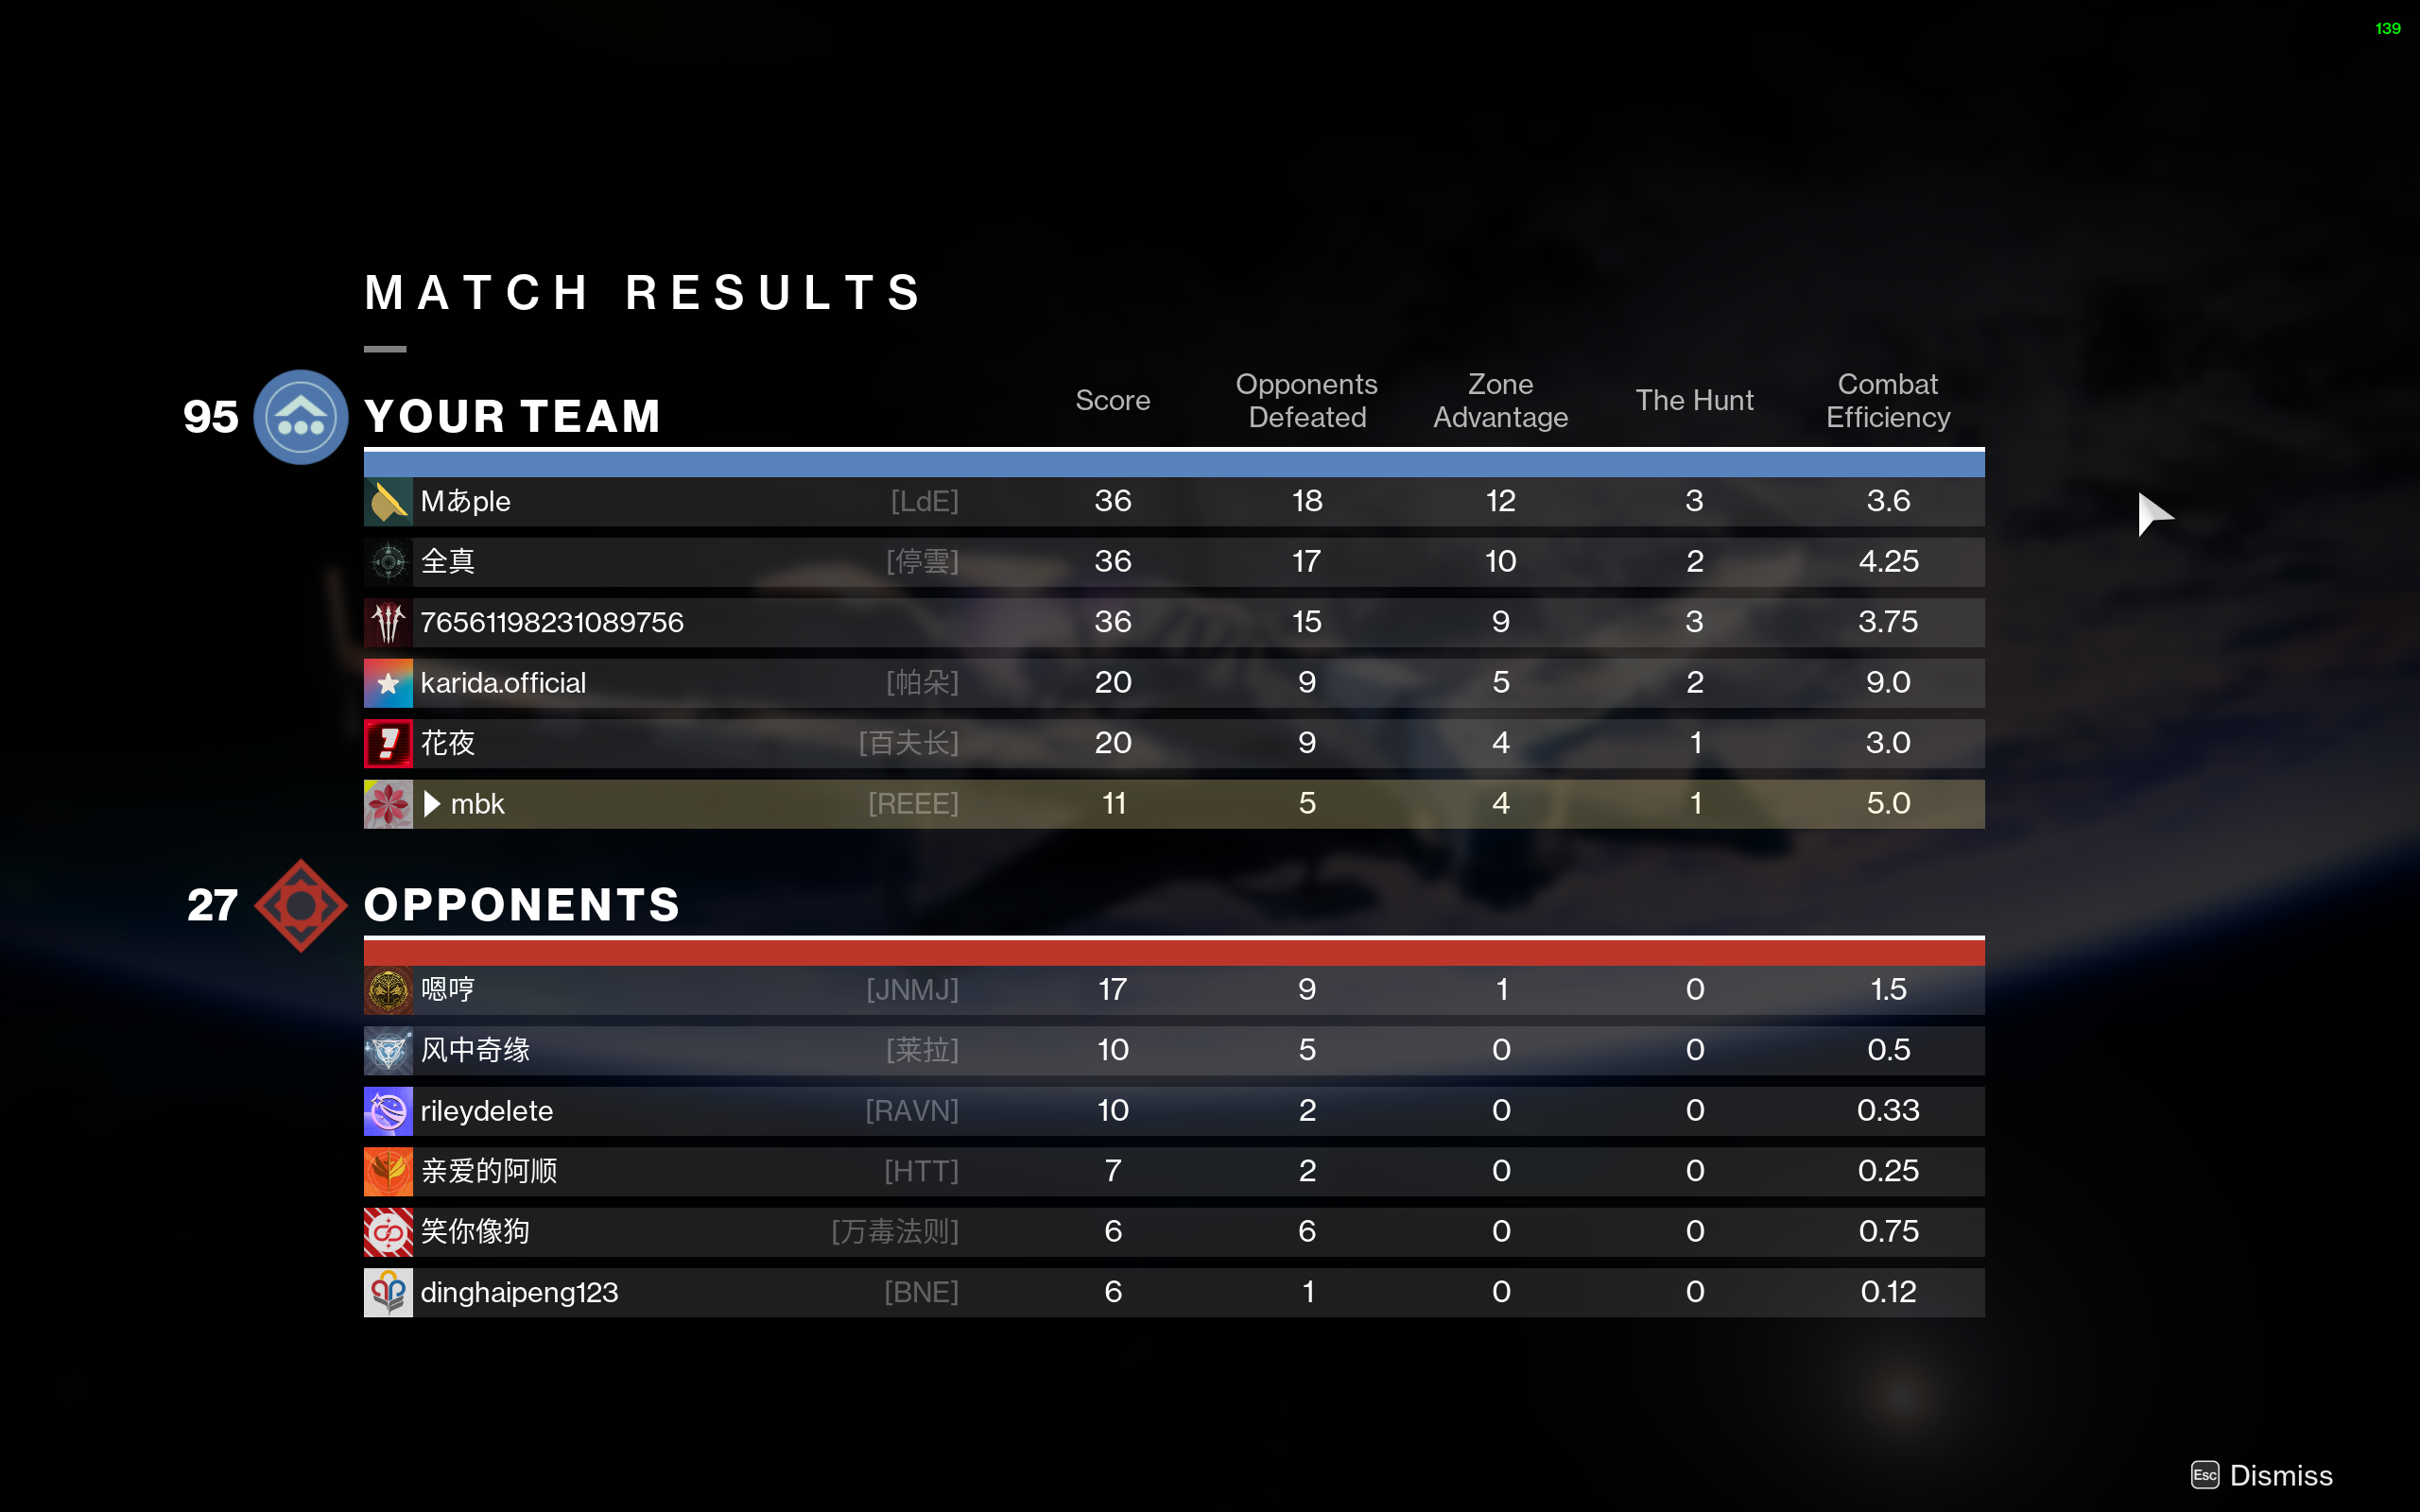 139
MATCH RESULTS
95 YOUR TEAM Score Opponents Defeated Zone Advantage The Hunt Combat Efficiency
Mあple [LdE] 36 18 12 3 3.6
全真 [停雲] 36 17 10 2 4.25
76561198231089756 36 15 9 3 3.75
karida.official [帕朵] 20 9 5 2 9.0
花夜 [百夫长] 20 9 4 1 3.0
mbk [REEE] 11 5 4 1 5.0
27 OPPONENTS
嗯哼 [JNMJ] 17 9 1 0 1.5
风中奇缘 [莱拉] 10 5 0 0 0.5
rileydelete [RAVN] 10 2 0 0 0.33
亲爱的阿顺 [HTT] 7 2 0 0 0.25
笑你像狗 [万毒法则] 6 6 0 0 0.75
dinghaipeng123 [BNE] 6 1 0 0 0.12
Esc Dismiss